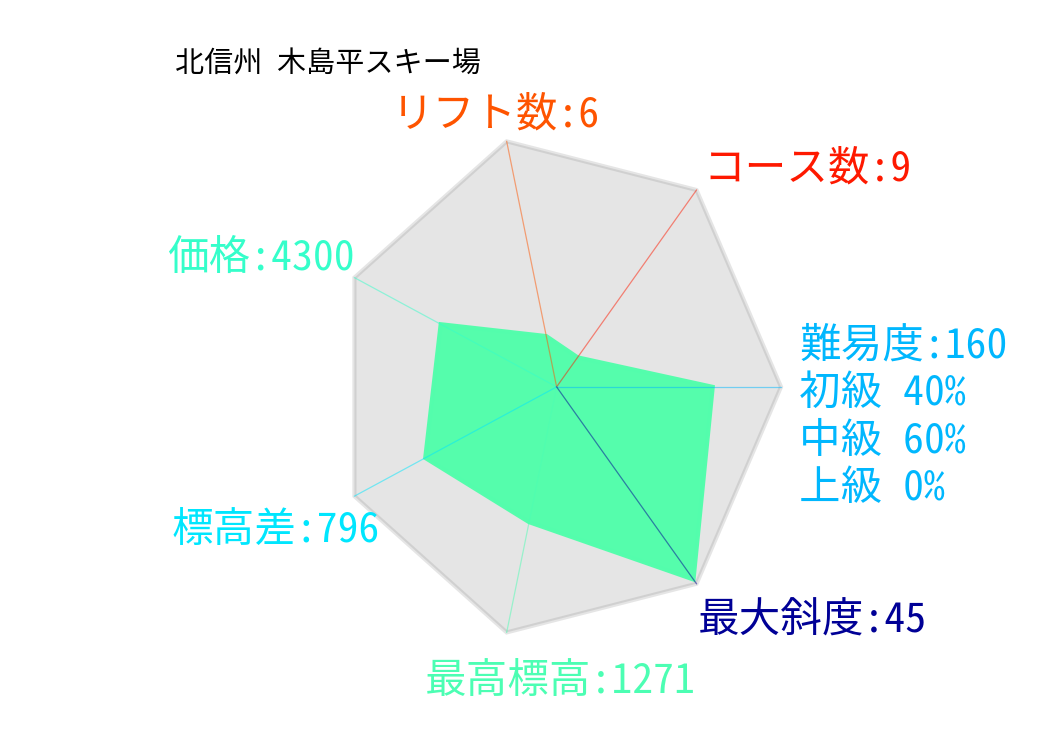 北信州 木島平スキー場
リフト数:6
コース数:9
価格:4300
難易度:160
初級 40%
中級 60%
上級 0%
標高差:796
最大斜度:45
最高標高:1271